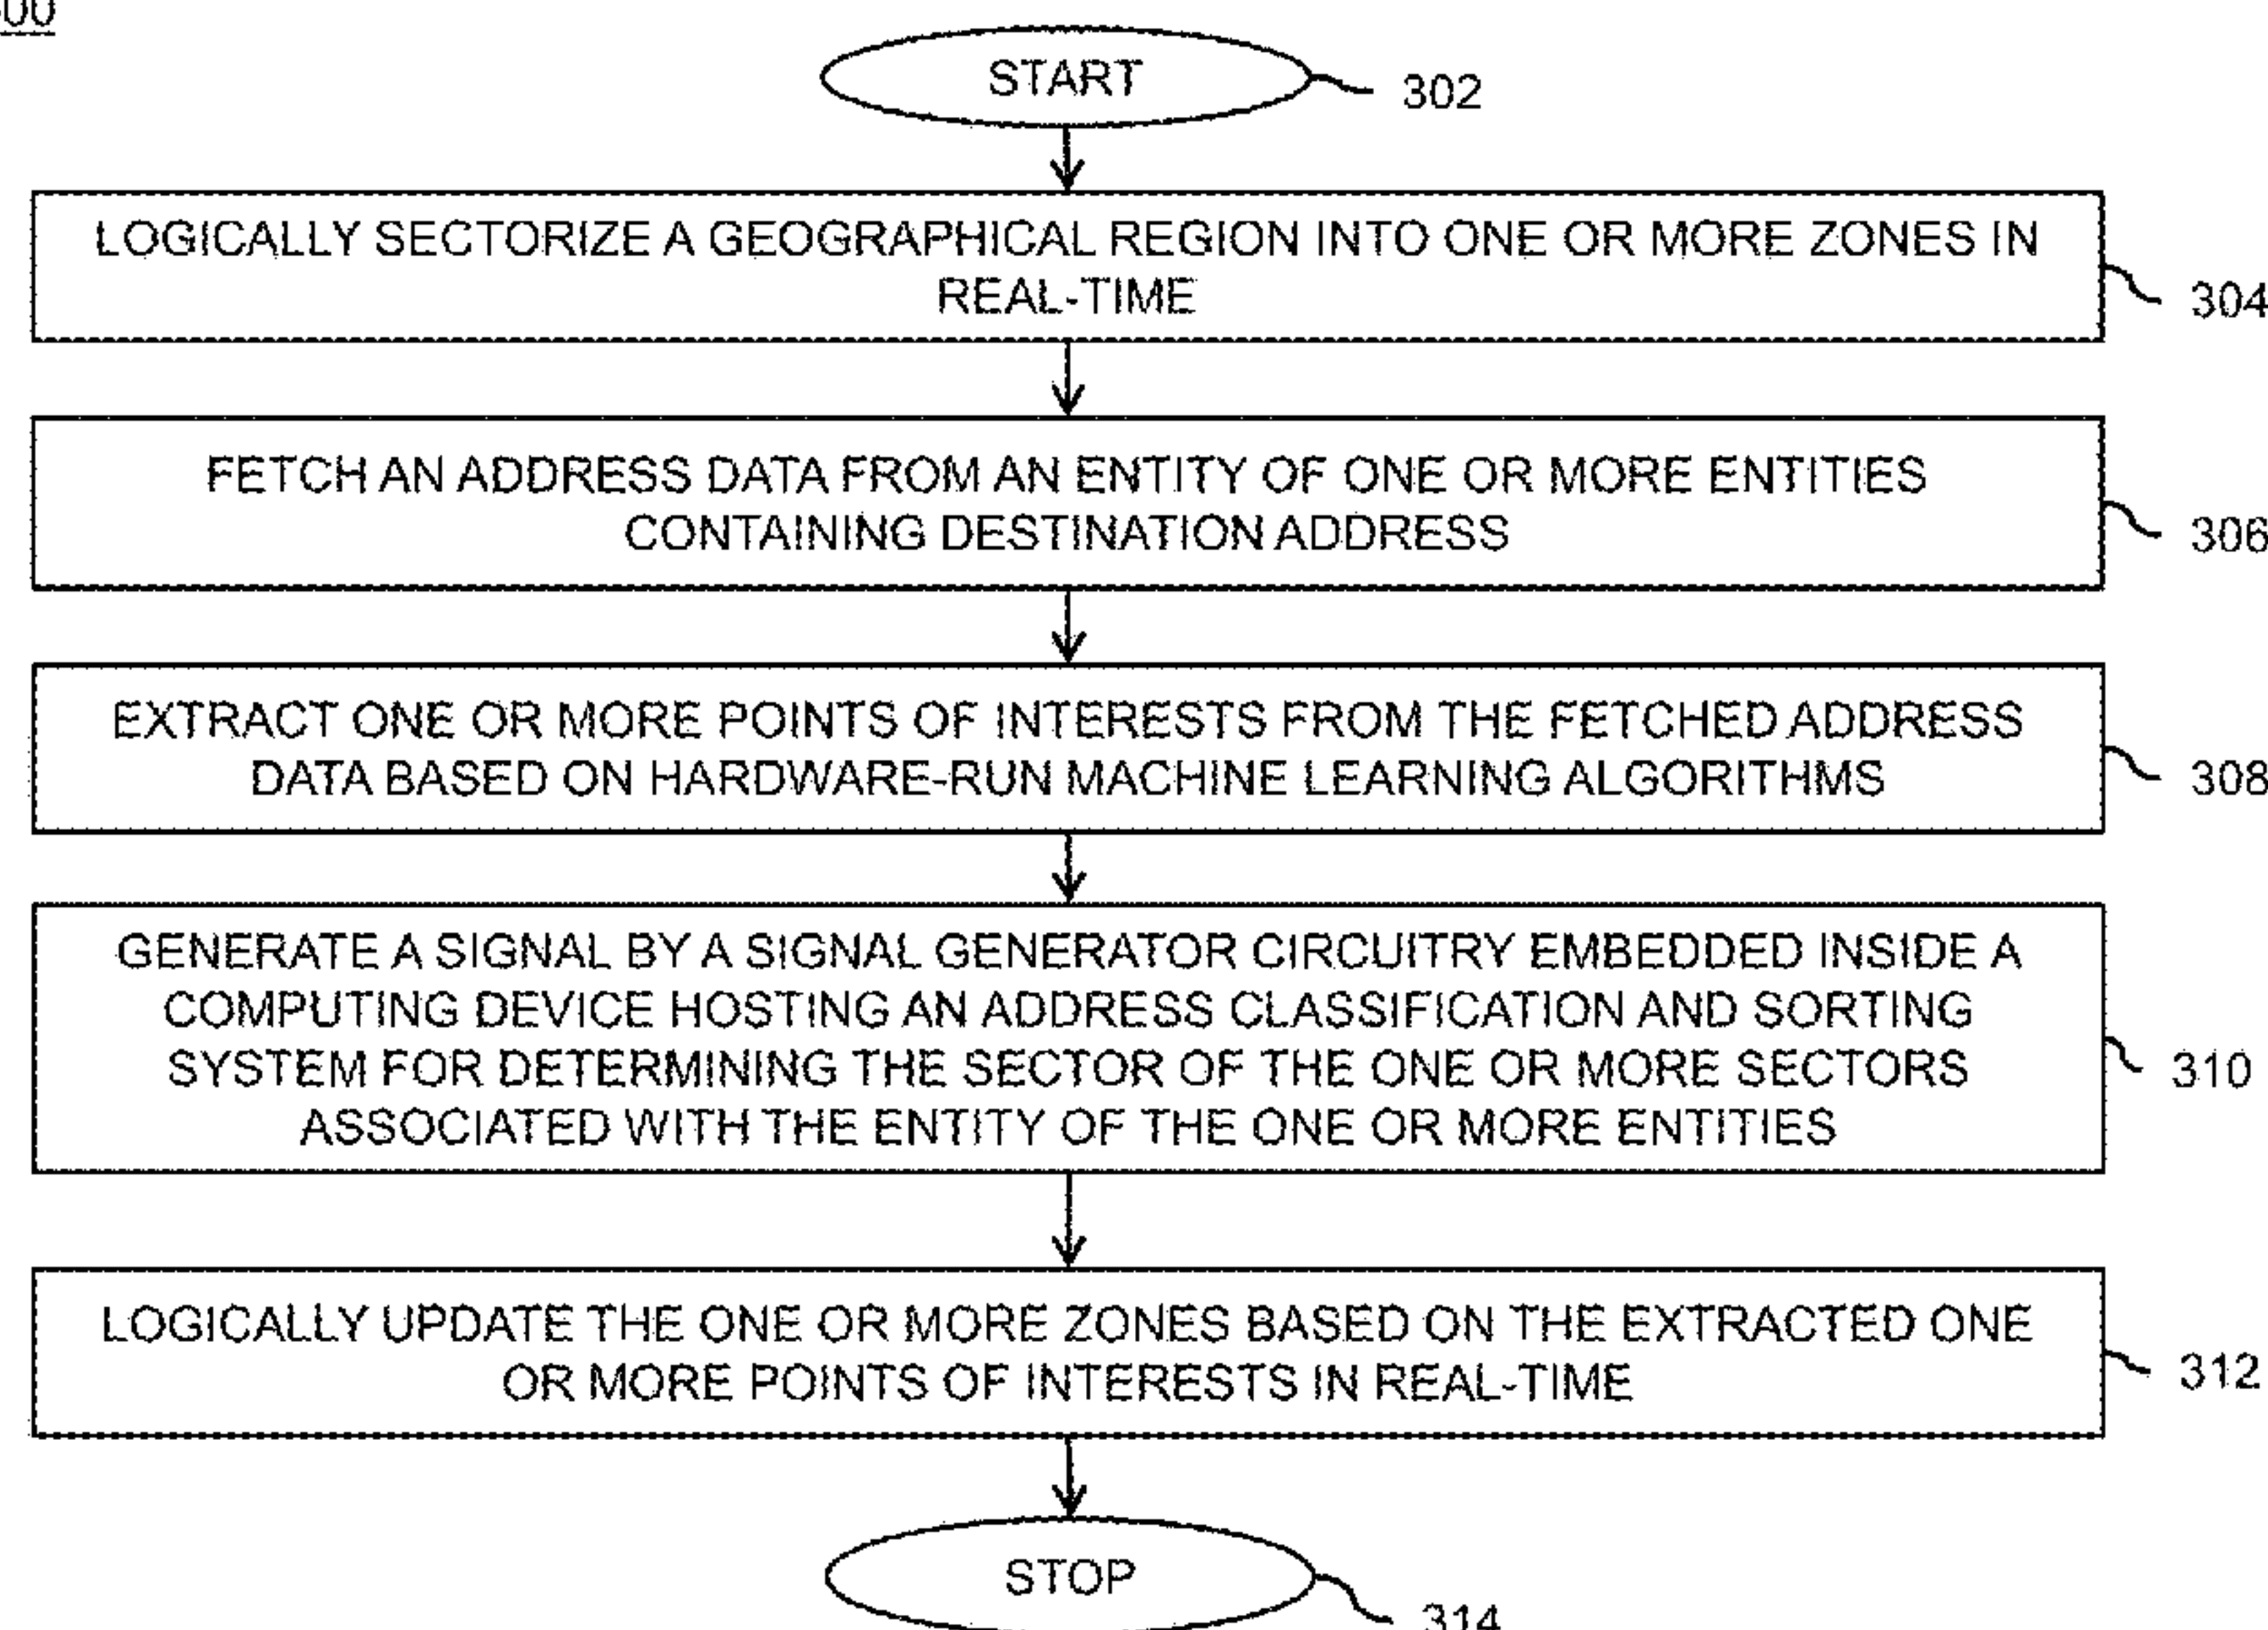 START
302
LOGICALLY SECTORIZE A GEOGRAPHICAL REGION INTO ONE OR MORE ZONES IN
REAL-TIME
304
FETCH AN ADDRESS DATA FROM AN ENTITY OF ONE OR MORE ENTITIES
CONTAINING DESTINATION ADDRESS
306
EXTRACT ONE OR MORE POINTS OF INTERESTS FROM THE FETCHED ADDRESS
DATA BASED ON HARDWARE-RUN MACHINE LEARNING ALGORITHMS
308
GENERATE A SIGNAL BY A SIGNAL GENERATOR CIRCUITRY EMBEDDED INSIDE A
COMPUTING DEVICE HOSTING AN ADDRESS CLASSIFICATION AND SORTING
SYSTEM FOR DETERMINING THE SECTOR OF THE ONE OR MORE SECTORS
ASSOCIATED WITH THE ENTITY OF THE ONE OR MORE ENTITIES
310
LOGICALLY UPDATE THE ONE OR MORE ZONES BASED ON THE EXTRACTED ONE
OR MORE POINTS OF INTERESTS IN REAL-TIME
312
STOP
314